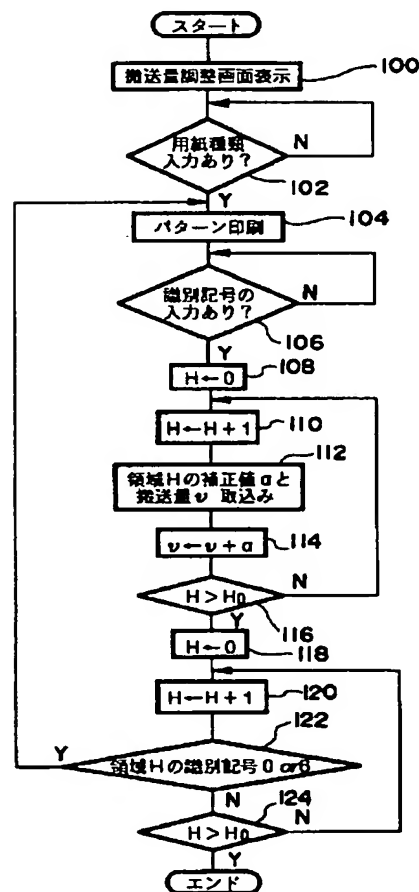 スタート
100
搬送量調整画面表示
用紙種類
入力あり?
N
102
Y
104
パターン印刷
識別記号の
入力あり?
N
106
Y
108
H←0
110
H←H+1
112
領域Hの補正値αと
搬送量ν 取込み
114
ν←ν+α
N
H>H0
116
Y
118
H←0
120
H←H+1
122
Y
領域Hの識別記号0 or6
N
124
N
H>H0
Y
エンド